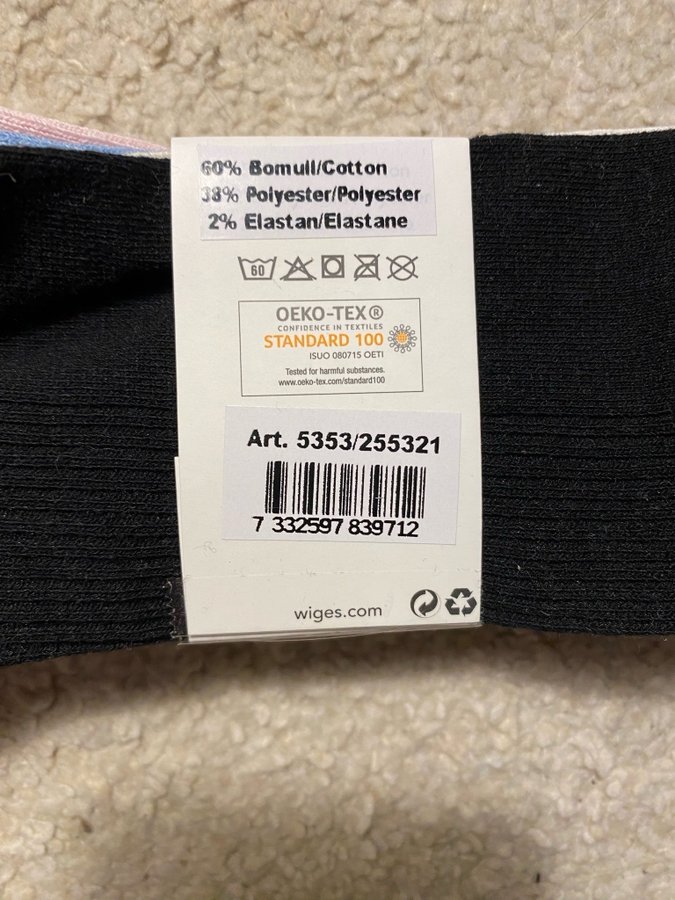 60% Bomull/Cotton
38% Polyester/Polyester
2% Elastan/Elastane
60
OEKO-TEX®
CONFIDENCE IN TEXTILES
STANDARD 100
ISUO 080715 OETI
Tested for harmful substances.
www.oeko-tex.com/standard100
Art. 5353/255321
7 332597 839712
wiges.com